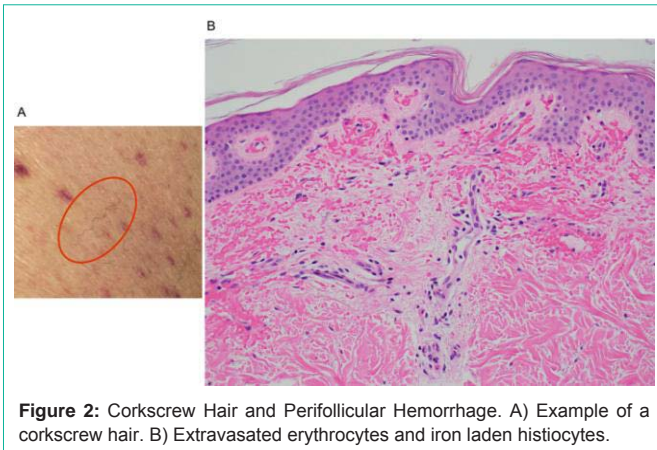 B
A
Figure 2: Corkscrew Hair and Perifollicular Hemorrhage. A) Example of a
corkscrew hair. B) Extravasated erythrocytes and iron laden histiocytes.